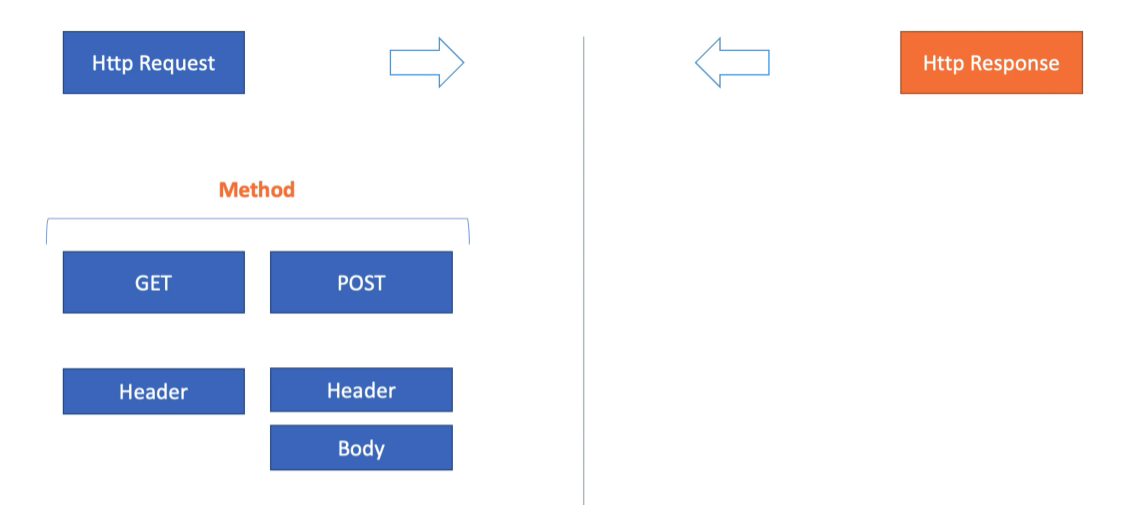 Http Request
Http Response
Method
GET
POST
Header
Header
Body